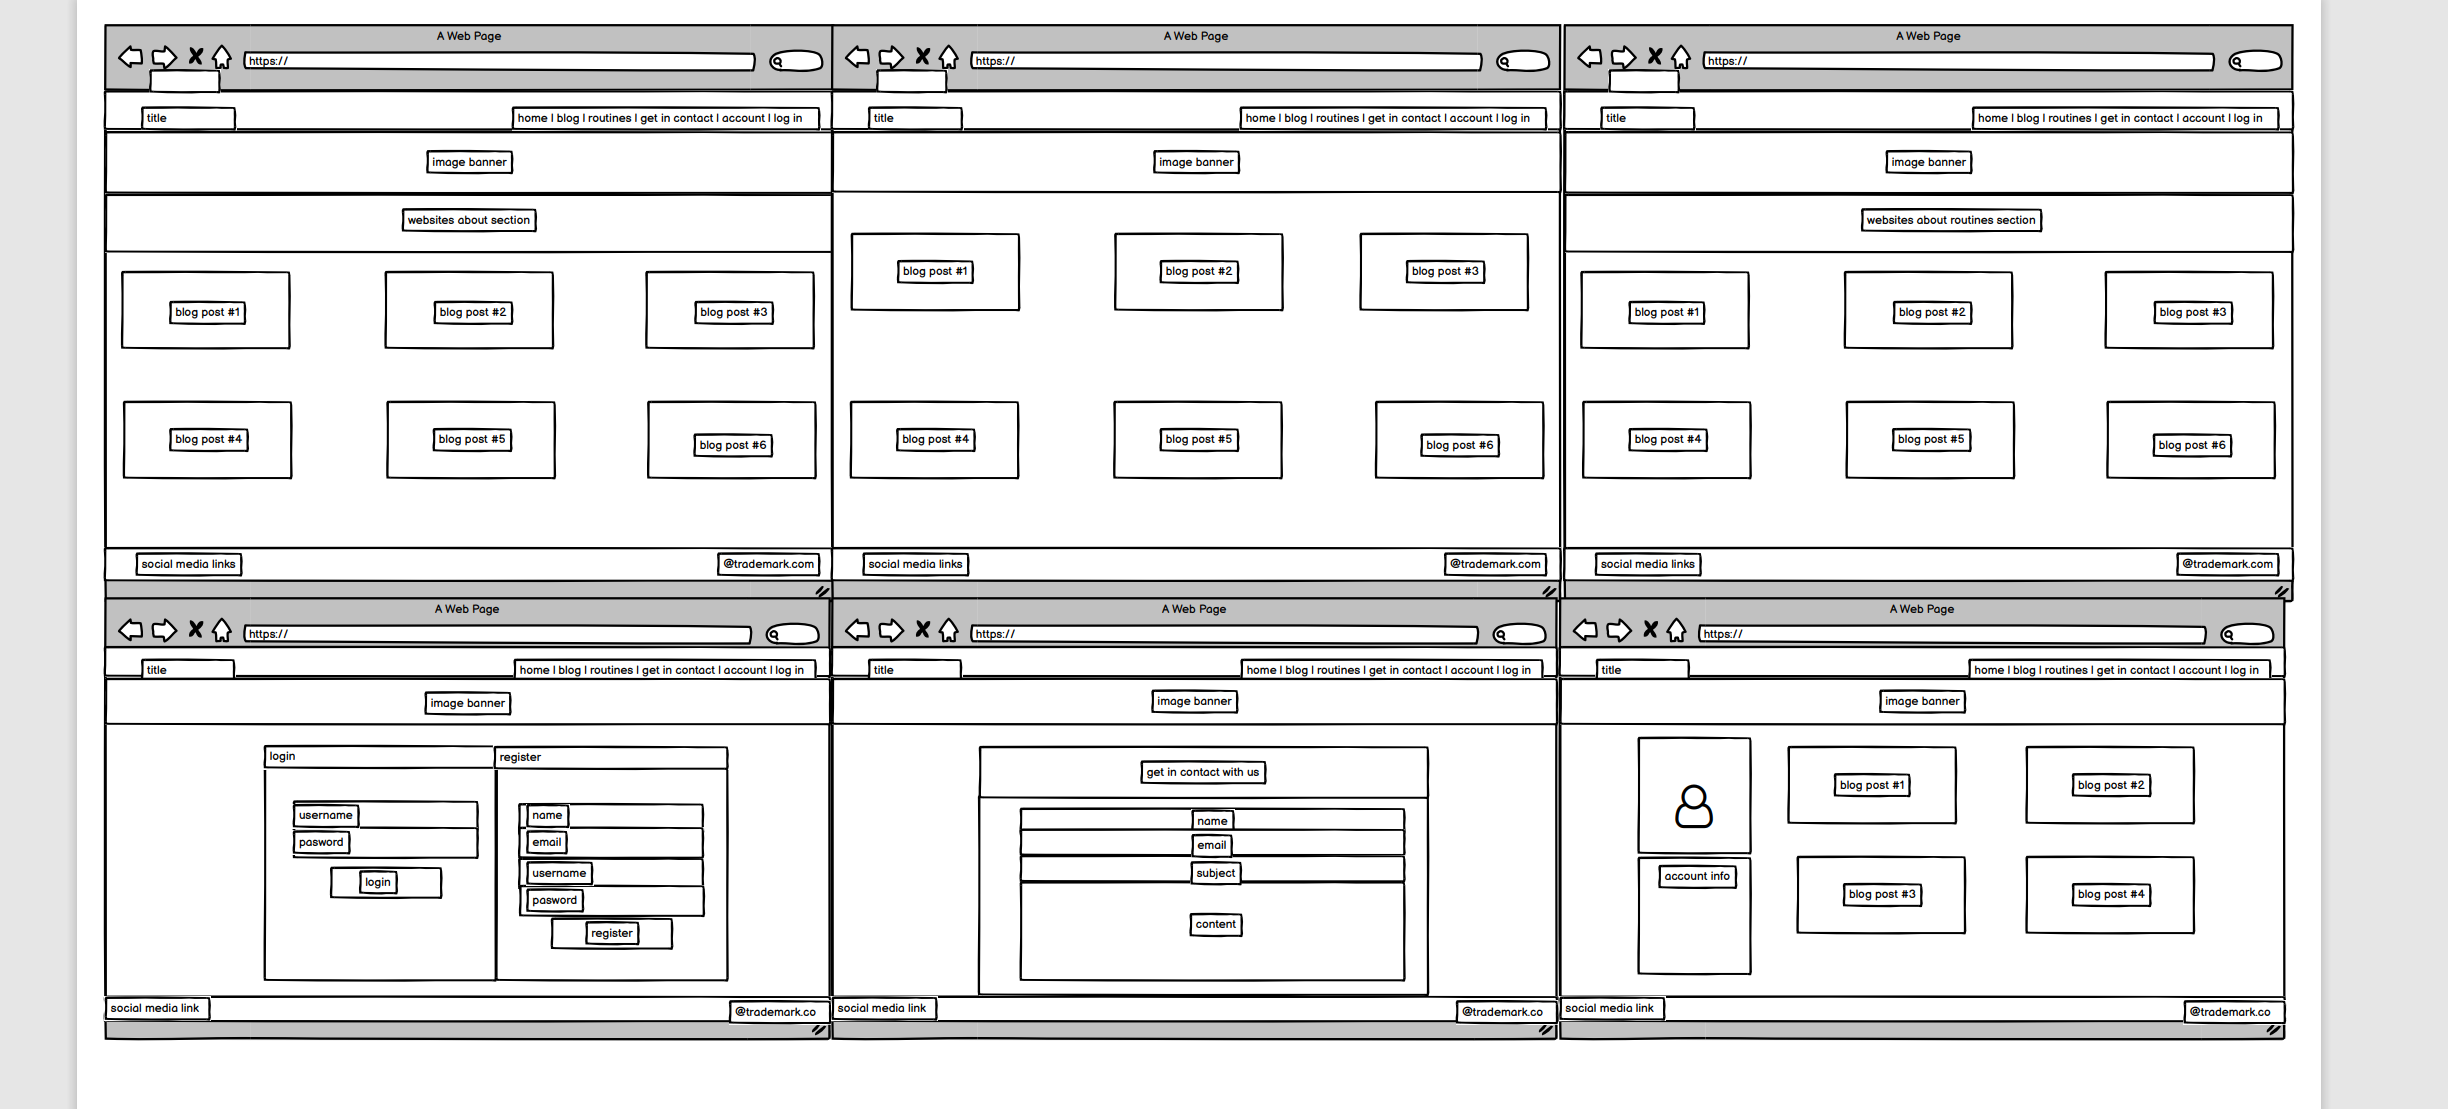 A Web Page
https://
title
home | blog | routines | get in contact | account | log in
image banner
websites about section
blog post #1
blog post #2
blog post #3
blog post #4
blog post #5
blog post #6
social media links
@trademark.com
A Web Page
https://
title
home | blog | routines | get in contact | account | log in
image banner
blog post #1
blog post #2
blog post #3
blog post #4
blog post #5
blog post #6
social media links
@trademark.com
A Web Page
https://
title
home | blog | routines | get in contact | account | log in
image banner
websites about routines section
blog post #1
blog post #2
blog post #3
blog post #4
blog post #5
blog post #6
social media links
@trademark.com
A Web Page
https://
title
home | blog | routines | get in contact | account | log in
image banner
login
username
pasword
login
register
name
email
username
pasword
register
social media link
@trademark.co
A Web Page
https://
title
home | blog | routines | get in contact | account | log in
image banner
get in contact with us
name
email
subject
content
social media link
@trademark.co
A Web Page
https://
title
home | blog | routines | get in contact | account | log in
image banner
account info
blog post #1
blog post #2
blog post #3
blog post #4
social media link
@trademark.co